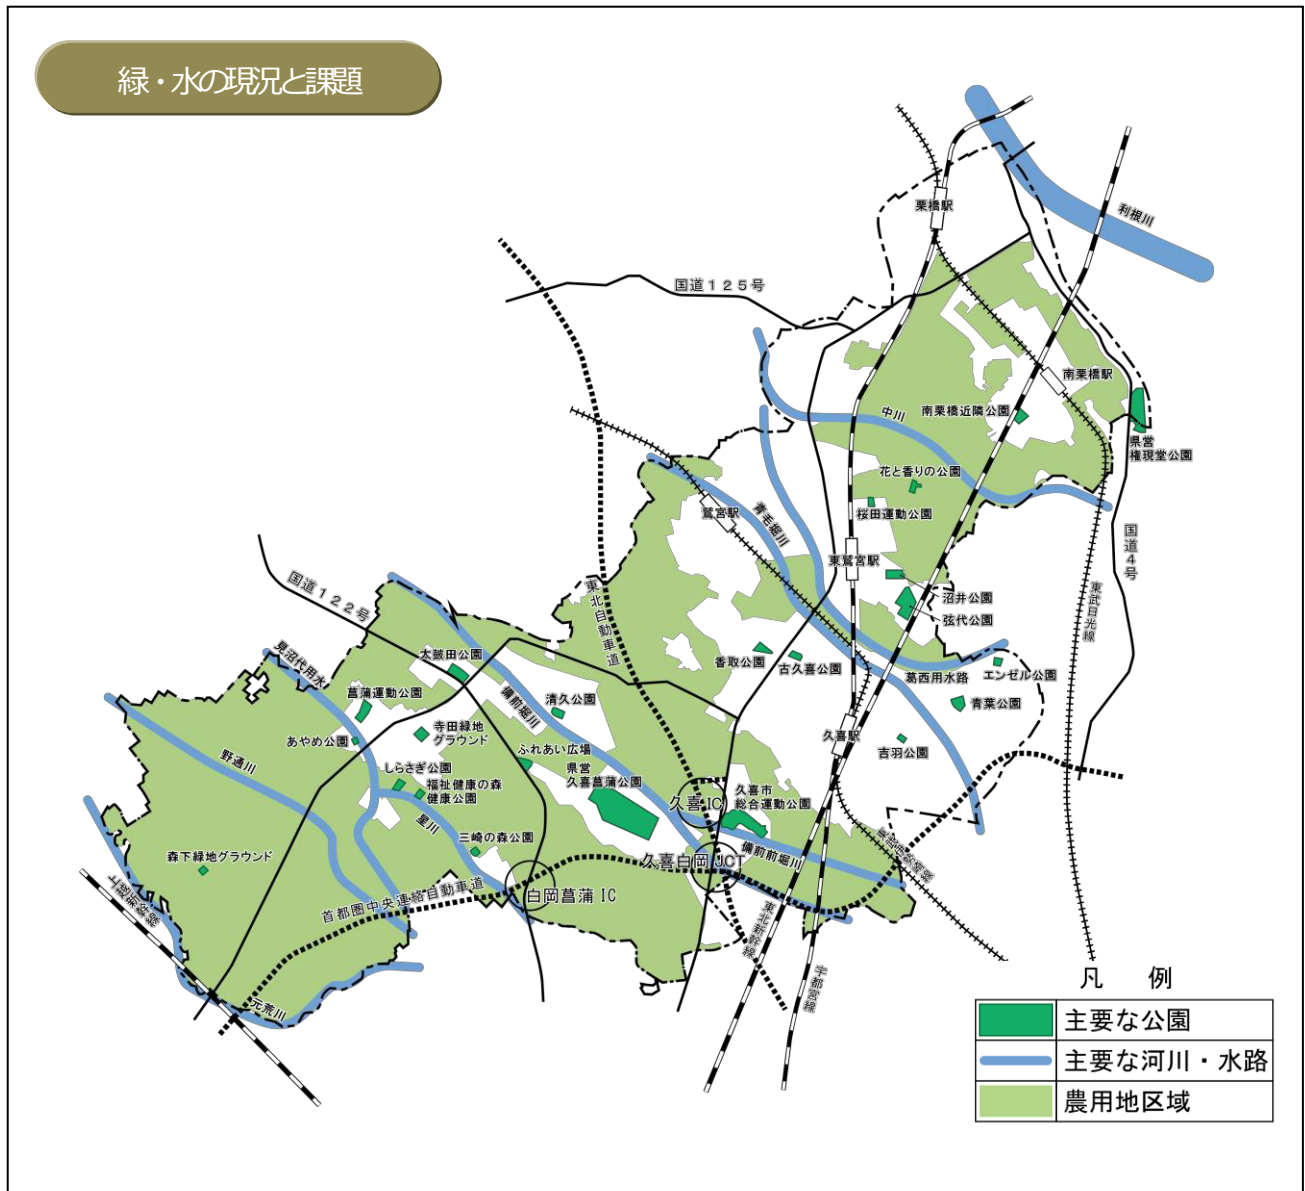 緑・水の現況と課題
栗橋駅
利根川
国道１２５号
南栗橋駅
南栗橋近隣公園
中川
県営
権現堂公園
花と香りの公園
桜田運動公園
鷲宮駅
青毛堀川
国道４号
東鷲宮駅
沼井公園
弦代公園
東武日光線
国道１２２号
東北自動車道
見沼代用水
太鼓田公園
香取公園
古久喜公園
葛西用水路
エンゼル公園
菖蒲運動公園
備前堀川
清久公園
青葉公園
あやめ公園
寺田緑地
グラウンド
久喜駅
吉羽公園
野通川
ふれあい広場
しらさぎ公園
県営
久喜菖蒲公園
福祉健康の森
健康公園
久喜 IC
久喜市
総合運動公園
星川
三崎の森公園
備前前堀川
森下緑地グラウンド
久喜白岡 JCT
白岡菖蒲 IC
首都圏中央連絡自動車道
上越新幹線
東北新幹線
宇都宮線
元荒川
凡　例
主要な公園
主要な河川・水路
農用地区域